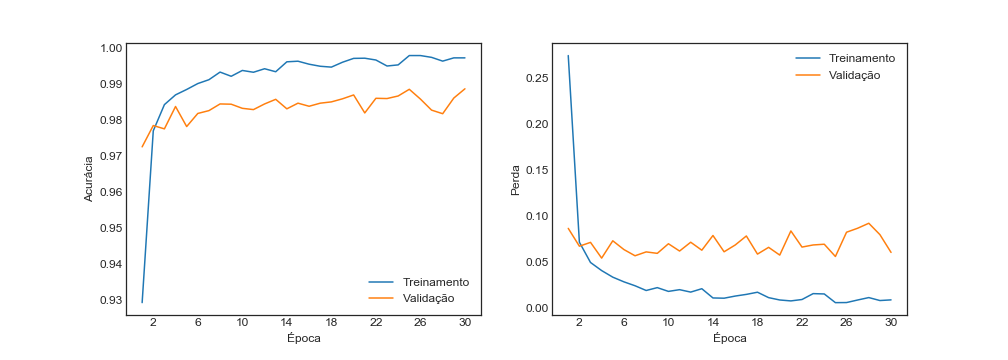 1.00
0.99
0.98
0.97
0.96
0.95
0.94
0.93
Acurácia
Treinamento
Validação
2 6 10 14 18 22 26 30
Época
0.25
0.20
0.15
0.10
0.05
0.00
Perda
Treinamento
Validação
2 6 10 14 18 22 26 30
Época